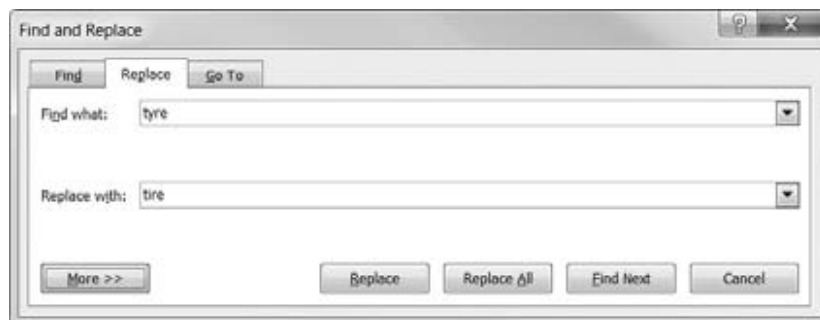 Find and Replace
Find Replace Go To
Find what: tyre
Replace with: tire
More >> Replace Replace All Find Next Cancel